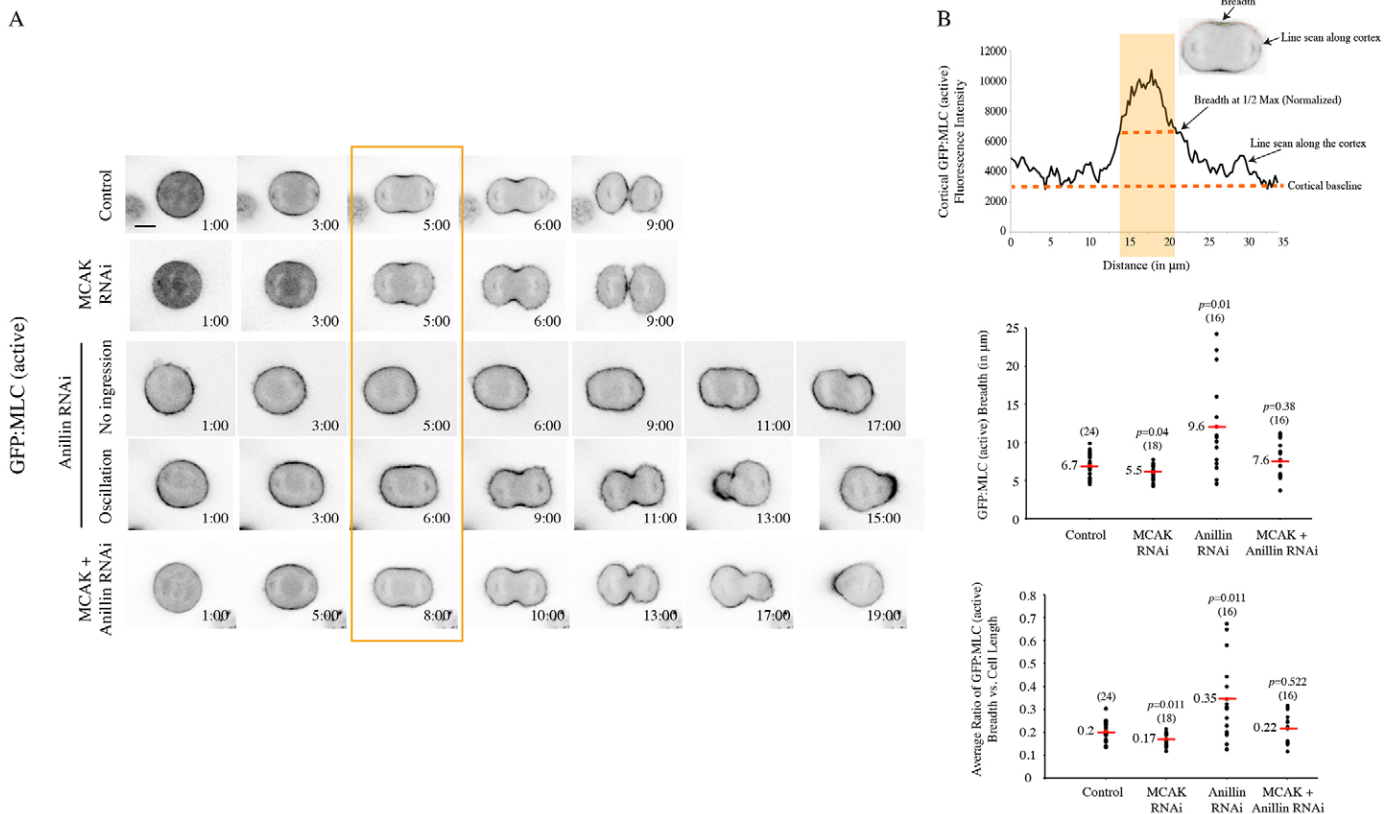 A
GFP:MLC (active)
Control
1:00
3:00
5:00
6:00
9:00
MCAK
RNAi
1:00
3:00
5:00
6:00
9:00
Anillin RNAi
No ingression
1:00
3:00
5:00
6:00
9:00
11:00
17:00
Oscillation
1:00
3:00
6:00
9:00
11:00
13:00
15:00
MCAK +
Anillin RNAi
1:00
5:00
8:00
10:00
13:00
17:00
19:00
B
Breadth
Line scan along cortex
Cortical GFP:MLC (active)
Fluorescence Intensity
12000
10000
8000
6000
4000
2000
0
Breadth at 1/2 Max (Normalized)
Line scan along the cortex
Cortical baseline
0 5 10 15 20 25 30 35
Distance (in µm)
GFP:MLC (active) Breadth (in µm)
25
20
15
10
5
0
(24)
6.7
p=0.04
(18)
5.5
p=0.01
(16)
9.6
p=0.38
(16)
7.6
Control
MCAK
RNAi
Anillin
RNAi
MCAK +
Anillin RNAi
Average Ratio of GFP:MLC (active)
Breadth vs. Cell Length
0.8
0.7
0.6
0.5
0.4
0.3
0.2
0.1
0
(24)
0.2
p=0.011
(18)
0.17
p=0.011
(16)
0.35
p=0.522
(16)
0.22
Control
MCAK
RNAi
Anillin
RNAi
MCAK +
Anillin RNAi